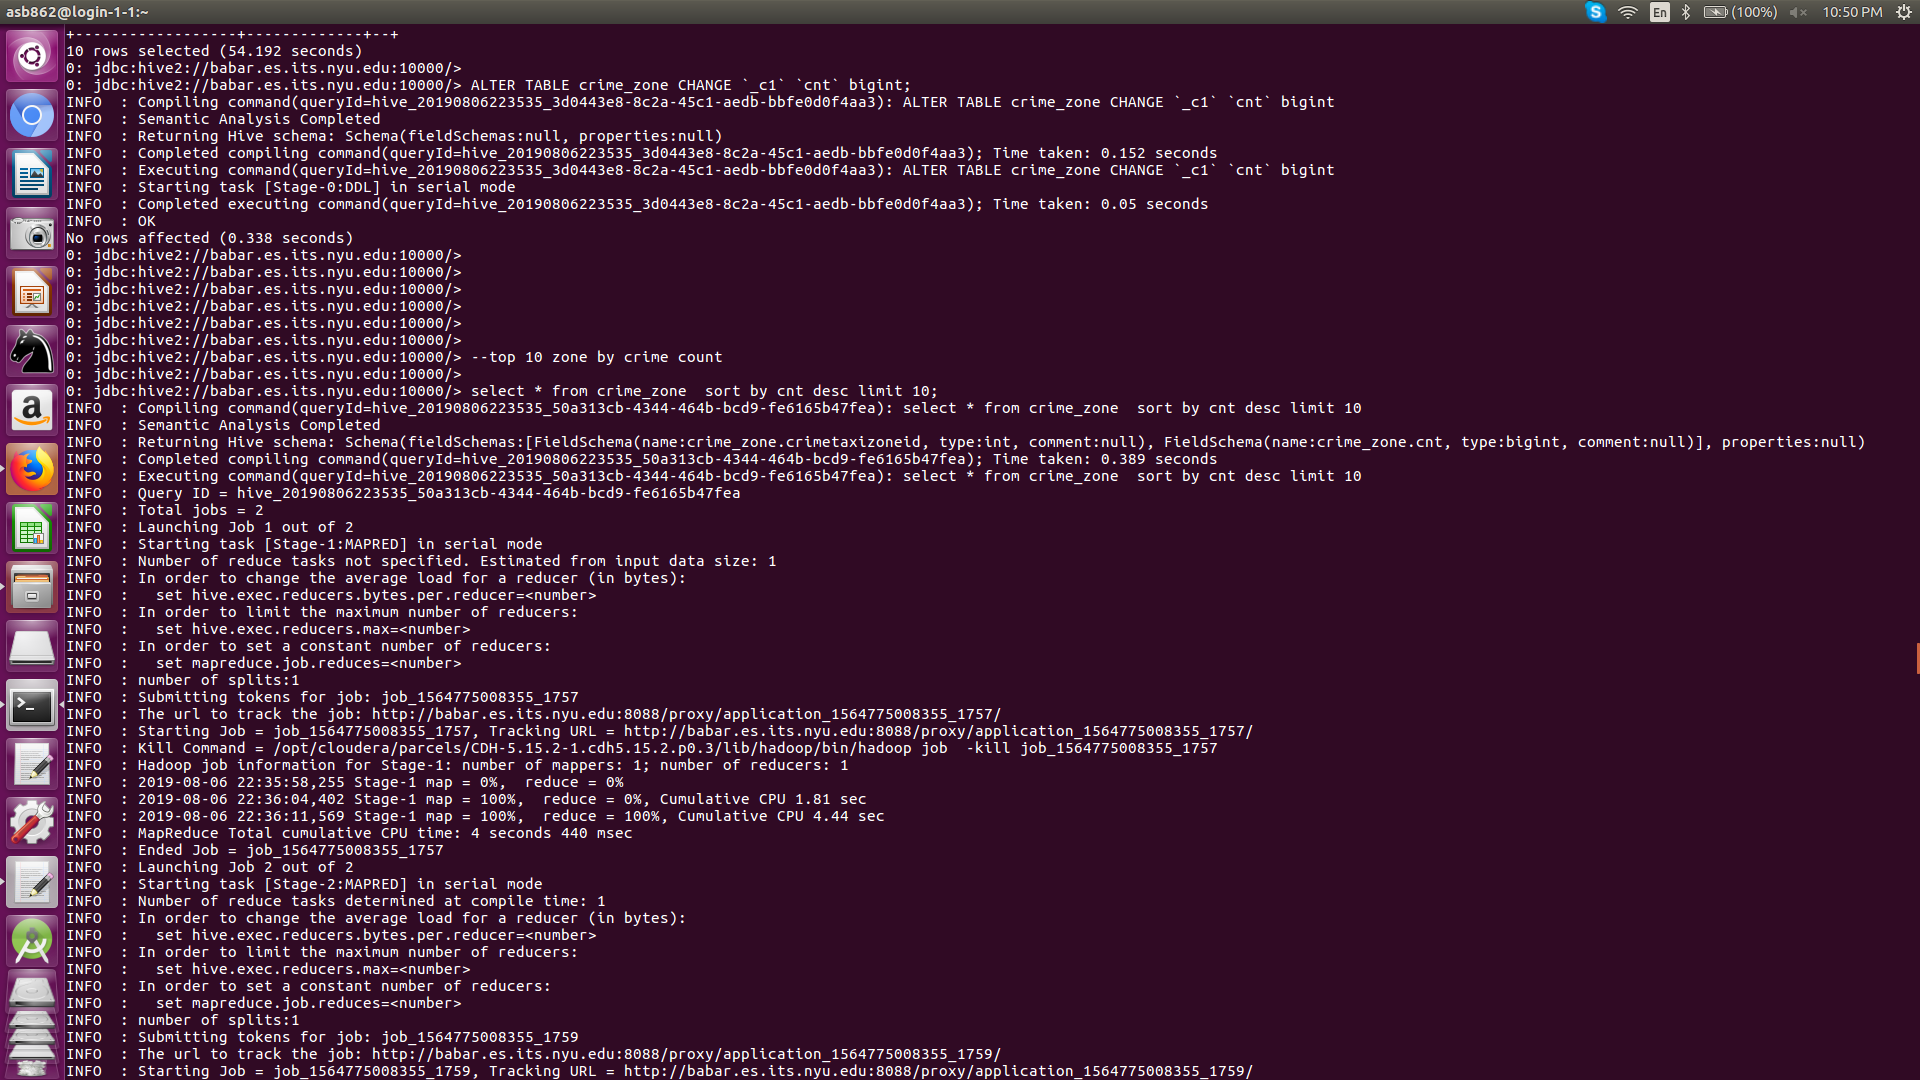 asb862@login-1-1:~
En
(100%)
10:50 PM
+------------------+-------------+--+
10 rows selected (54.192 seconds)
0: jdbc:hive2://babar.es.its.nyu.edu:10000/>
0: jdbc:hive2://babar.es.its.nyu.edu:10000/> ALTER TABLE crime_zone CHANGE `_c1` `cnt` bigint;
INFO  : Compiling command(queryId=hive_20190806223535_3d0443e8-8c2a-45c1-aedb-bbfe0d0f4aa3): ALTER TABLE crime_zone CHANGE `_c1` `cnt` bigint
INFO  : Semantic Analysis Completed
INFO  : Returning Hive schema: Schema(fieldSchemas:null, properties:null)
INFO  : Completed compiling command(queryId=hive_20190806223535_3d0443e8-8c2a-45c1-aedb-bbfe0d0f4aa3); Time taken: 0.152 seconds
INFO  : Executing command(queryId=hive_20190806223535_3d0443e8-8c2a-45c1-aedb-bbfe0d0f4aa3): ALTER TABLE crime_zone CHANGE `_c1` `cnt` bigint
INFO  : Starting task [Stage-0:DDL] in serial mode
INFO  : Completed executing command(queryId=hive_20190806223535_3d0443e8-8c2a-45c1-aedb-bbfe0d0f4aa3); Time taken: 0.05 seconds
INFO  : OK
No rows affected (0.338 seconds)
0: jdbc:hive2://babar.es.its.nyu.edu:10000/>
0: jdbc:hive2://babar.es.its.nyu.edu:10000/>
0: jdbc:hive2://babar.es.its.nyu.edu:10000/>
0: jdbc:hive2://babar.es.its.nyu.edu:10000/>
0: jdbc:hive2://babar.es.its.nyu.edu:10000/>
0: jdbc:hive2://babar.es.its.nyu.edu:10000/>
0: jdbc:hive2://babar.es.its.nyu.edu:10000/> --top 10 zone by crime count
0: jdbc:hive2://babar.es.its.nyu.edu:10000/>
0: jdbc:hive2://babar.es.its.nyu.edu:10000/> select * from crime_zone  sort by cnt desc limit 10;
INFO  : Compiling command(queryId=hive_20190806223535_50a313cb-4344-464b-bcd9-fe6165b47fea): select * from crime_zone  sort by cnt desc limit 10
INFO  : Semantic Analysis Completed
INFO  : Returning Hive schema: Schema(fieldSchemas:[FieldSchema(name:crime_zone.crimetaxizoneid, type:int, comment:null), FieldSchema(name:crime_zone.cnt, type:bigint, comment:null)], properties:null)
INFO  : Completed compiling command(queryId=hive_20190806223535_50a313cb-4344-464b-bcd9-fe6165b47fea); Time taken: 0.389 seconds
INFO  : Executing command(queryId=hive_20190806223535_50a313cb-4344-464b-bcd9-fe6165b47fea): select * from crime_zone  sort by cnt desc limit 10
INFO  : Query ID = hive_20190806223535_50a313cb-4344-464b-bcd9-fe6165b47fea
INFO  : Total jobs = 2
INFO  : Launching Job 1 out of 2
INFO  : Starting task [Stage-1:MAPRED] in serial mode
INFO  : Number of reduce tasks not specified. Estimated from input data size: 1
INFO  : In order to change the average load for a reducer (in bytes):
INFO  :   set hive.exec.reducers.bytes.per.reducer=<number>
INFO  : In order to limit the maximum number of reducers:
INFO  :   set hive.exec.reducers.max=<number>
INFO  : In order to set a constant number of reducers:
INFO  :   set mapreduce.job.reduces=<number>
INFO  : number of splits:1
INFO  : Submitting tokens for job: job_1564775008355_1757
INFO  : The url to track the job: http://babar.es.its.nyu.edu:8088/proxy/application_1564775008355_1757/
INFO  : Starting Job = job_1564775008355_1757, Tracking URL = http://babar.es.its.nyu.edu:8088/proxy/application_1564775008355_1757/
INFO  : Kill Command = /opt/cloudera/parcels/CDH-5.15.2-1.cdh5.15.2.p0.3/lib/hadoop/bin/hadoop job  -kill job_1564775008355_1757
INFO  : Hadoop job information for Stage-1: number of mappers: 1; number of reducers: 1
INFO  : 2019-08-06 22:35:58,255 Stage-1 map = 0%,  reduce = 0%
INFO  : 2019-08-06 22:36:04,402 Stage-1 map = 100%,  reduce = 0%, Cumulative CPU 1.81 sec
INFO  : 2019-08-06 22:36:11,569 Stage-1 map = 100%,  reduce = 100%, Cumulative CPU 4.44 sec
INFO  : MapReduce Total cumulative CPU time: 4 seconds 440 msec
INFO  : Ended Job = job_1564775008355_1757
INFO  : Launching Job 2 out of 2
INFO  : Starting task [Stage-2:MAPRED] in serial mode
INFO  : Number of reduce tasks determined at compile time: 1
INFO  : In order to change the average load for a reducer (in bytes):
INFO  :   set hive.exec.reducers.bytes.per.reducer=<number>
INFO  : In order to limit the maximum number of reducers:
INFO  :   set hive.exec.reducers.max=<number>
INFO  : In order to set a constant number of reducers:
INFO  :   set mapreduce.job.reduces=<number>
INFO  : number of splits:1
INFO  : Submitting tokens for job: job_1564775008355_1759
INFO  : The url to track the job: http://babar.es.its.nyu.edu:8088/proxy/application_1564775008355_1759/
INFO  : Starting Job = job_1564775008355_1759, Tracking URL = http://babar.es.its.nyu.edu:8088/proxy/application_1564775008355_1759/